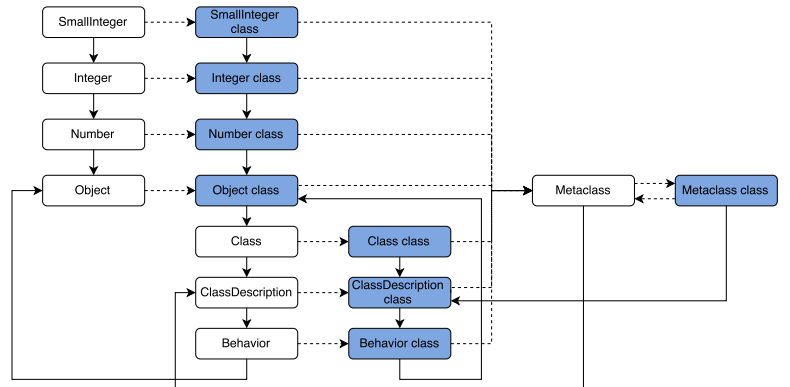 SmallInteger
SmallInteger
class
Integer
Integer class
Number
Number class
Object
Object class
Metaclass
Metaclass class
Class
Class class
ClassDescription
ClassDescription
class
Behavior
Behavior class